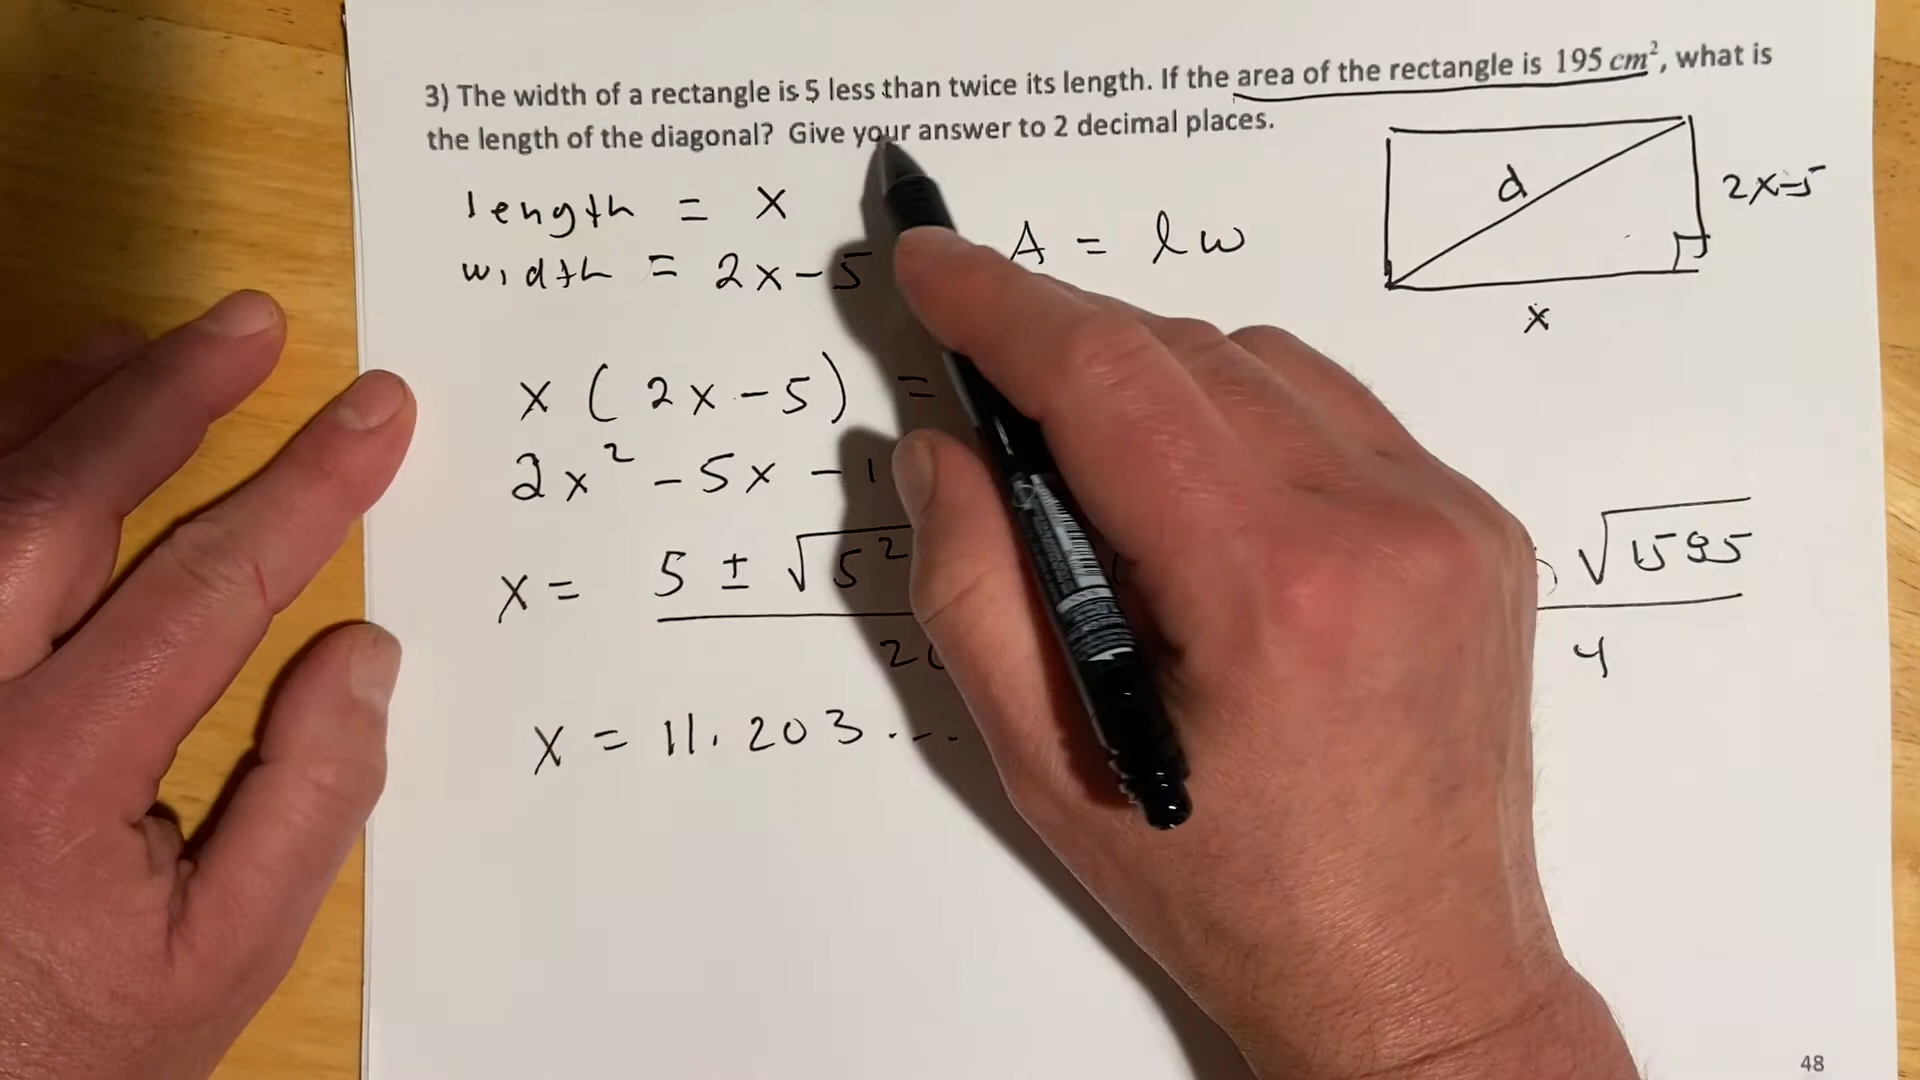 3) The width of a rectangle is 5 less than twice its length. If the area of the rectangle is 195 cm², what is
the length of the diagonal? Give your answer to 2 decimal places.
length = x
width = 2x-5
A = lw
d
2x-5
x
x(2x-5) =
2x² - 5x - 1
x = 5 ± √5²
2(
√1585
4
x = 11.203...
48